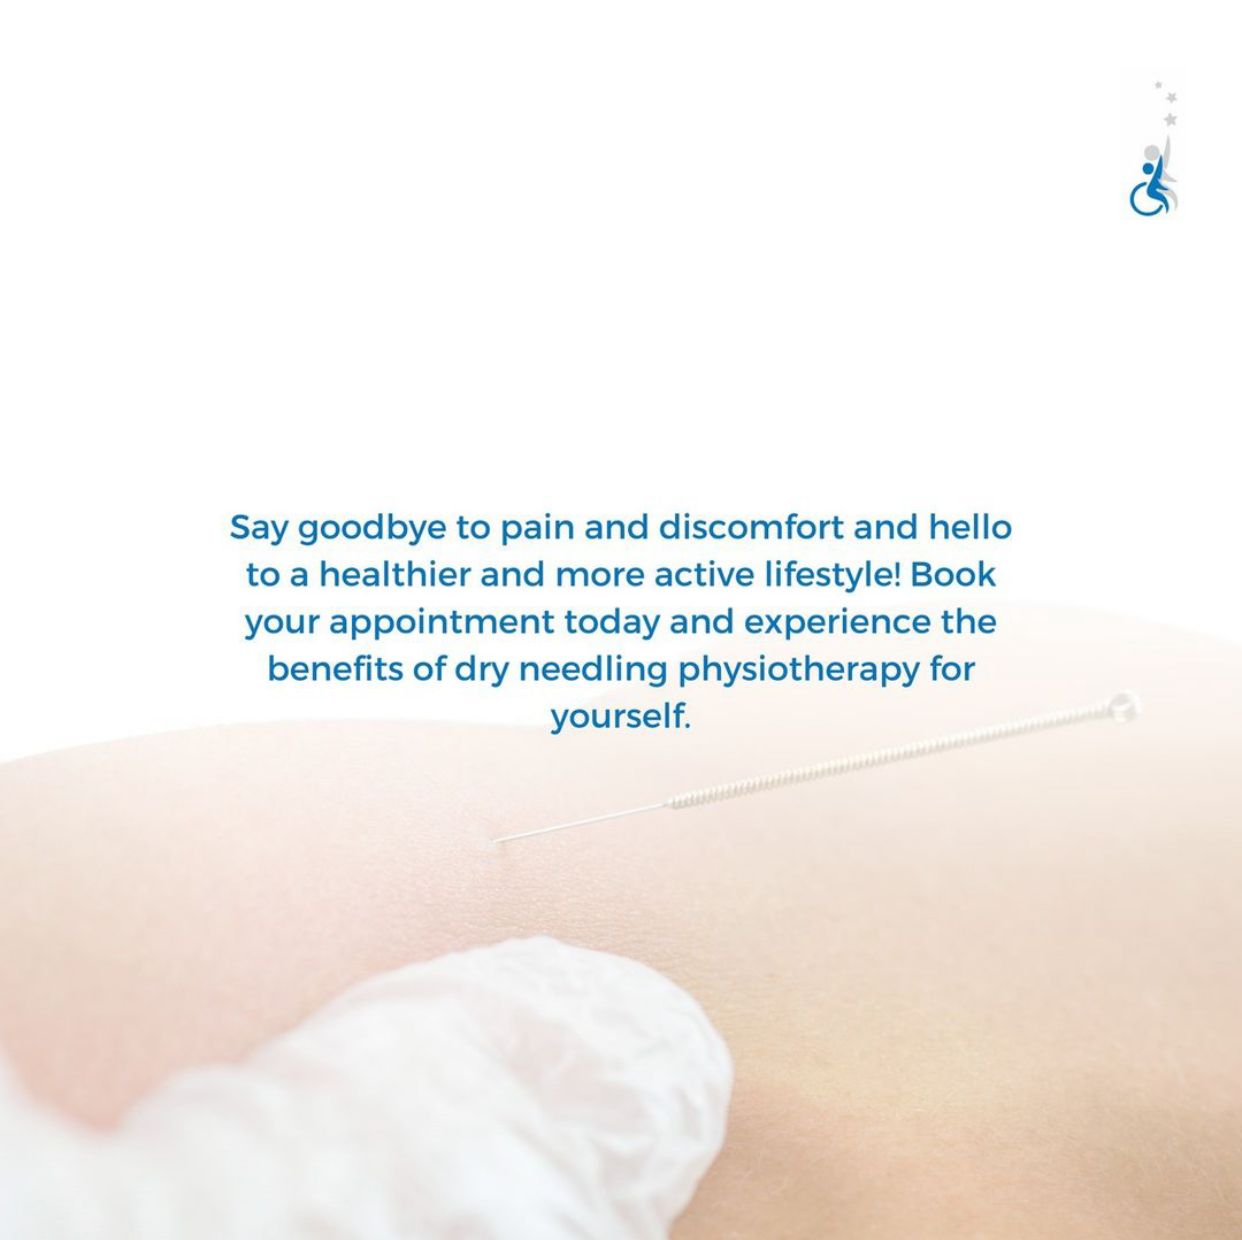 Say goodbye to pain and discomfort and hello
to a healthier and more active lifestyle! Book
your appointment today and experience the
benefits of dry needling physiotherapy for
yourself.